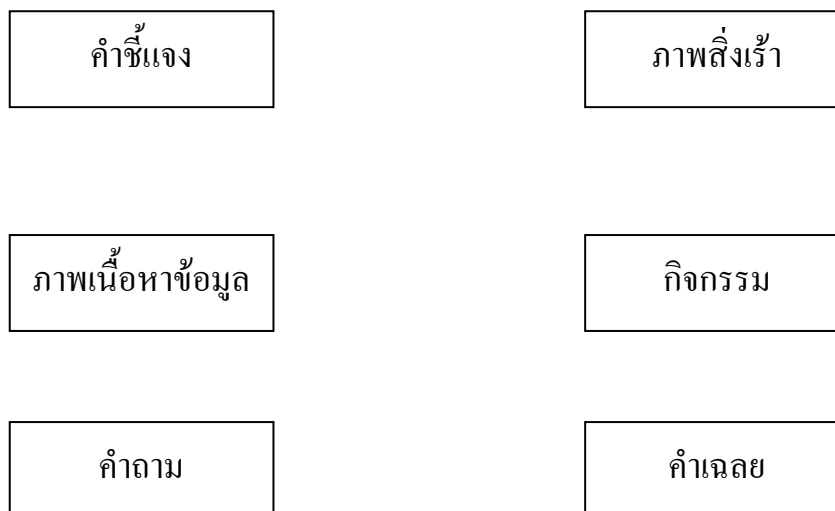 คำชี้แจง
ภาพสิ่งเร้า
ภาพเนื้อหาข้อมูล
กิจกรรม
คำถาม
คำเฉลย